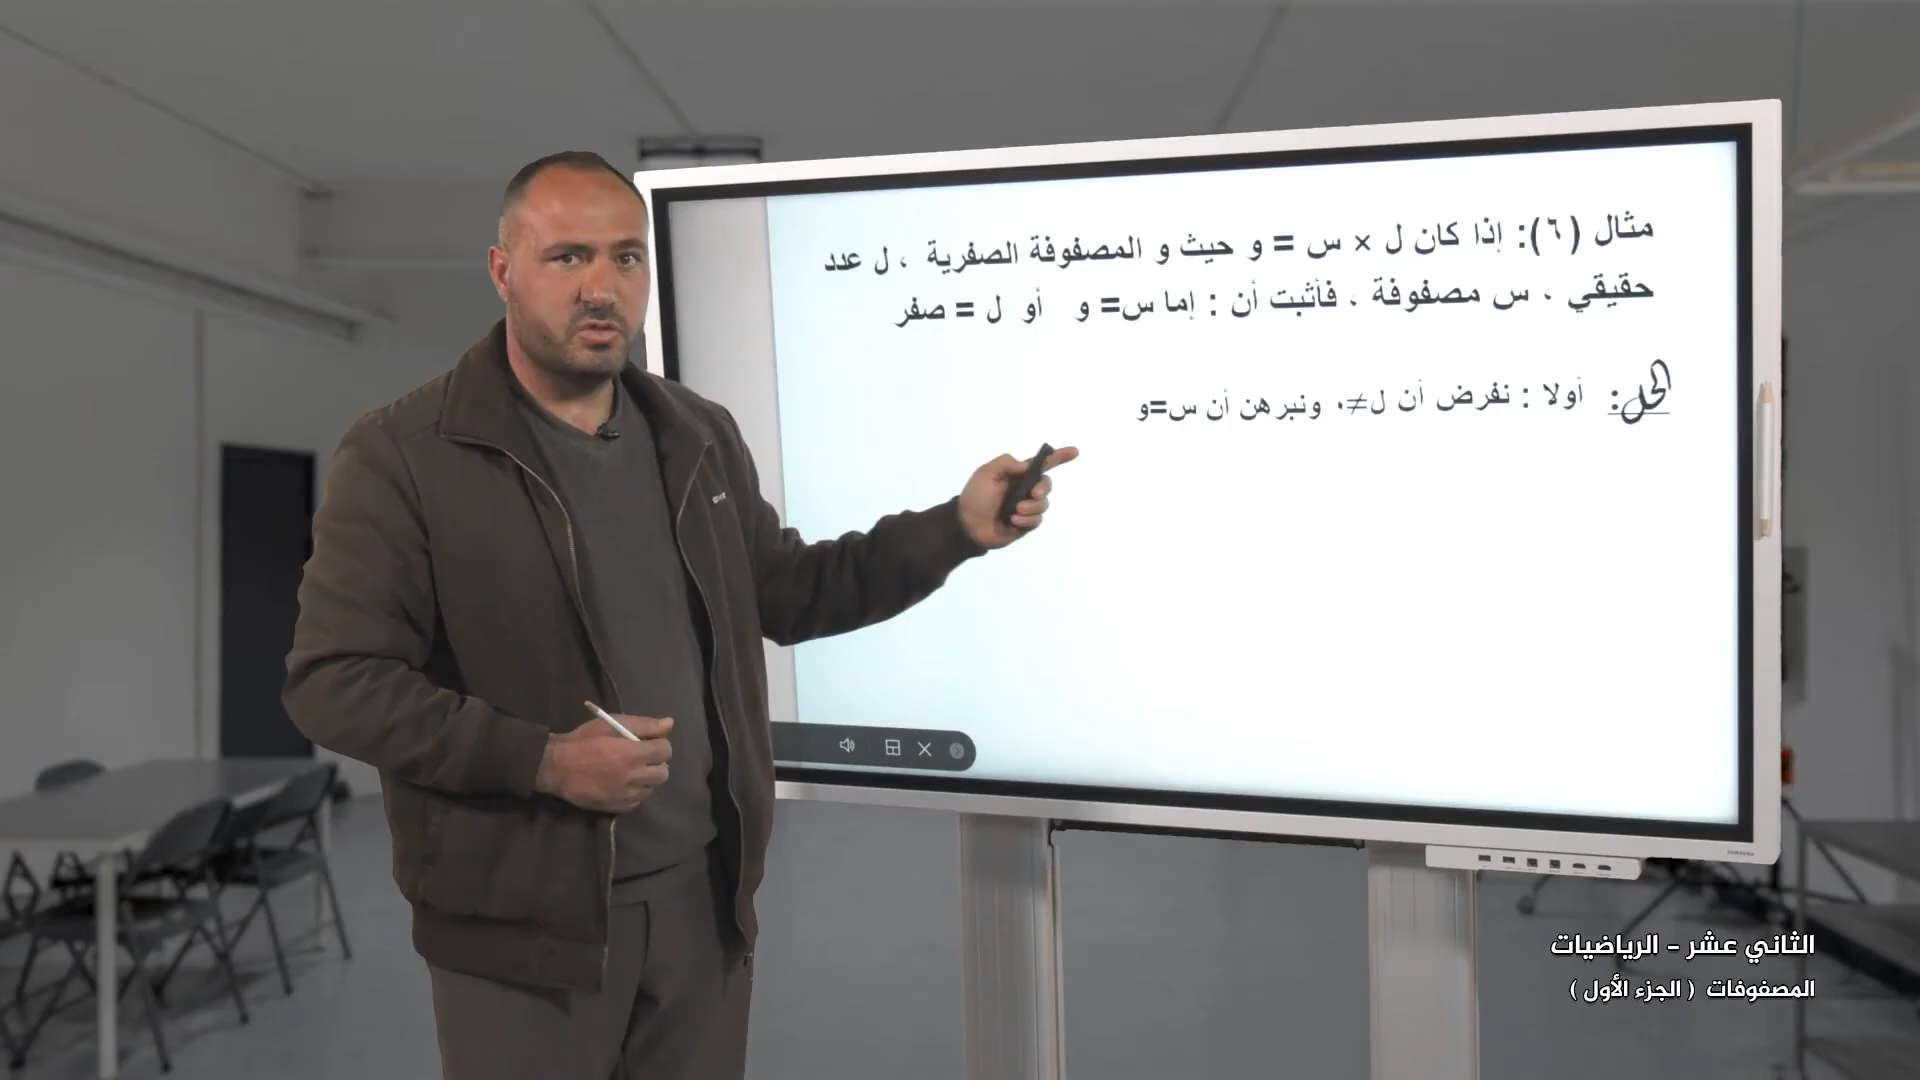 مثال (٦): إذا كان ل × س = و حيث و المصفوفة الصفرية ، ل عدد
حقيقي ، س مصفوفة ، فأثبت أن : إما س= و أو ل = صفر
الحل: أولا : نفرض أن ل≠٠ ونبرهن أن س=و
SAMSUNG
الثاني عشر - الرياضيات
المصفوفات ( الجزء الأول )